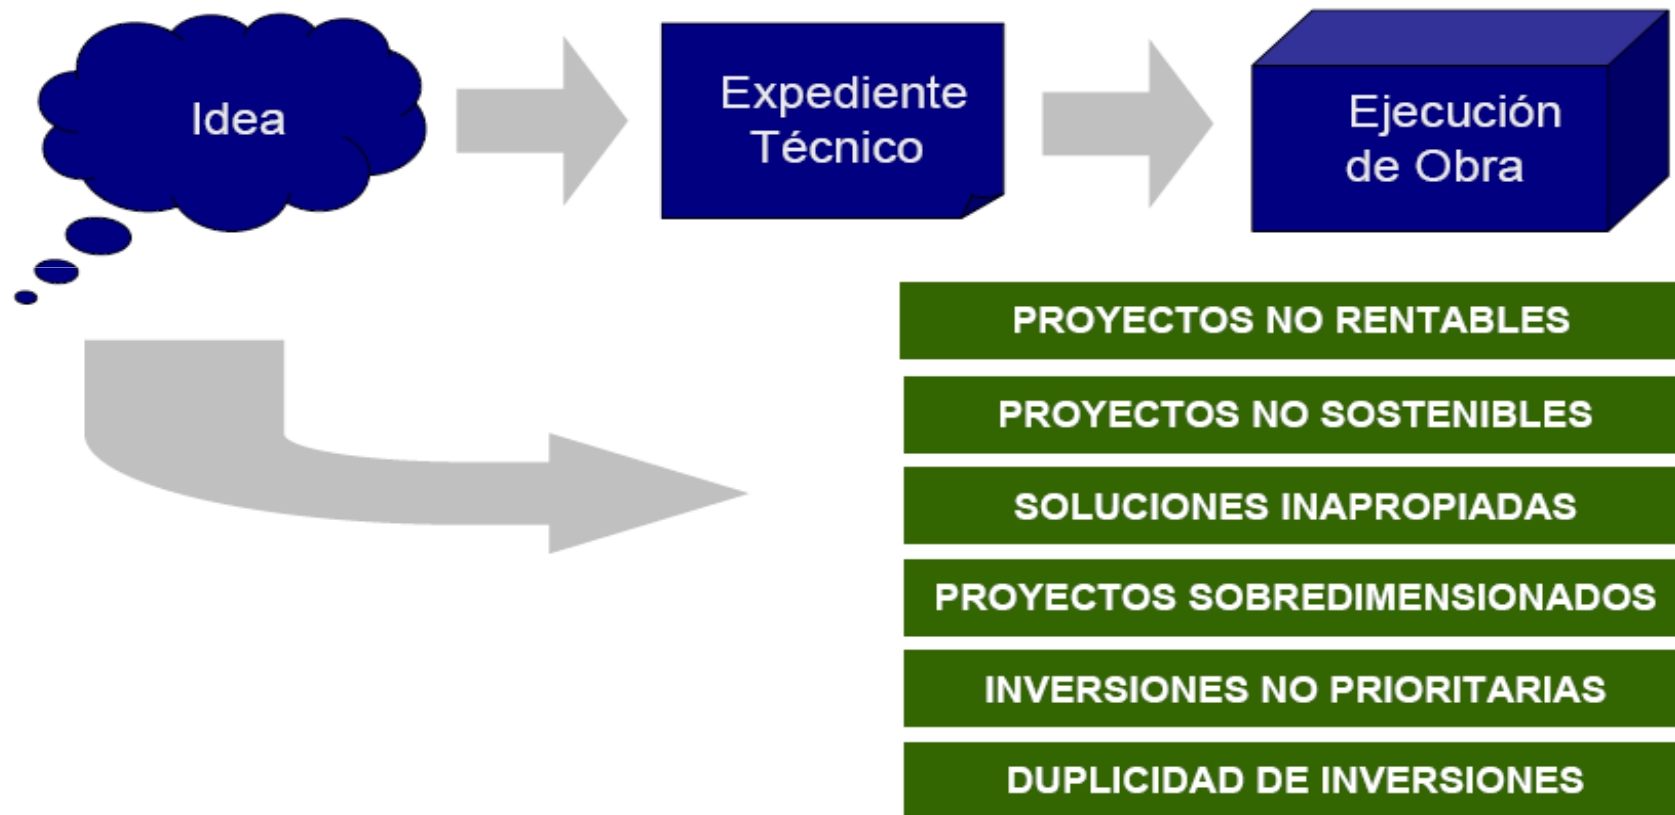 Idea
Expediente
Técnico
Ejecución
de Obra
PROYECTOS NO RENTABLES
PROYECTOS NO SOSTENIBLES
SOLUCIONES INAPROPIADAS
PROYECTOS SOBREDIMENSIONADOS
INVERSIONES NO PRIORITARIAS
DUPLICIDAD DE INVERSIONES